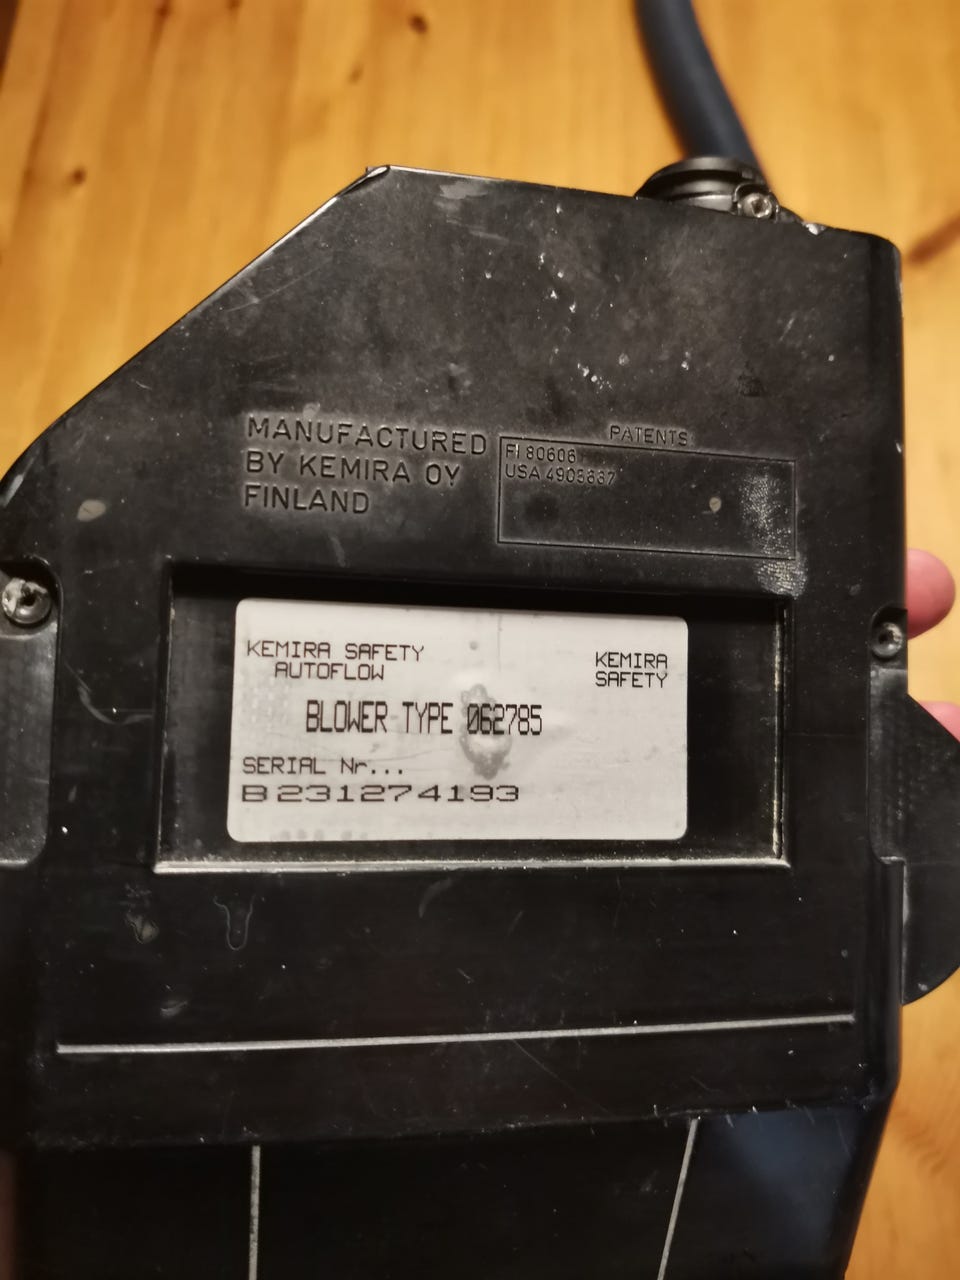 MANUFACTURED
BY KEMIRA OY
FINLAND
PATENTS:
FI 80606
USA
KEMIRA SAFETY
AUTOFLOW
KEMIRA
SAFETY
BLOWER TYPE 062785
SERIAL Nr...
B231274193